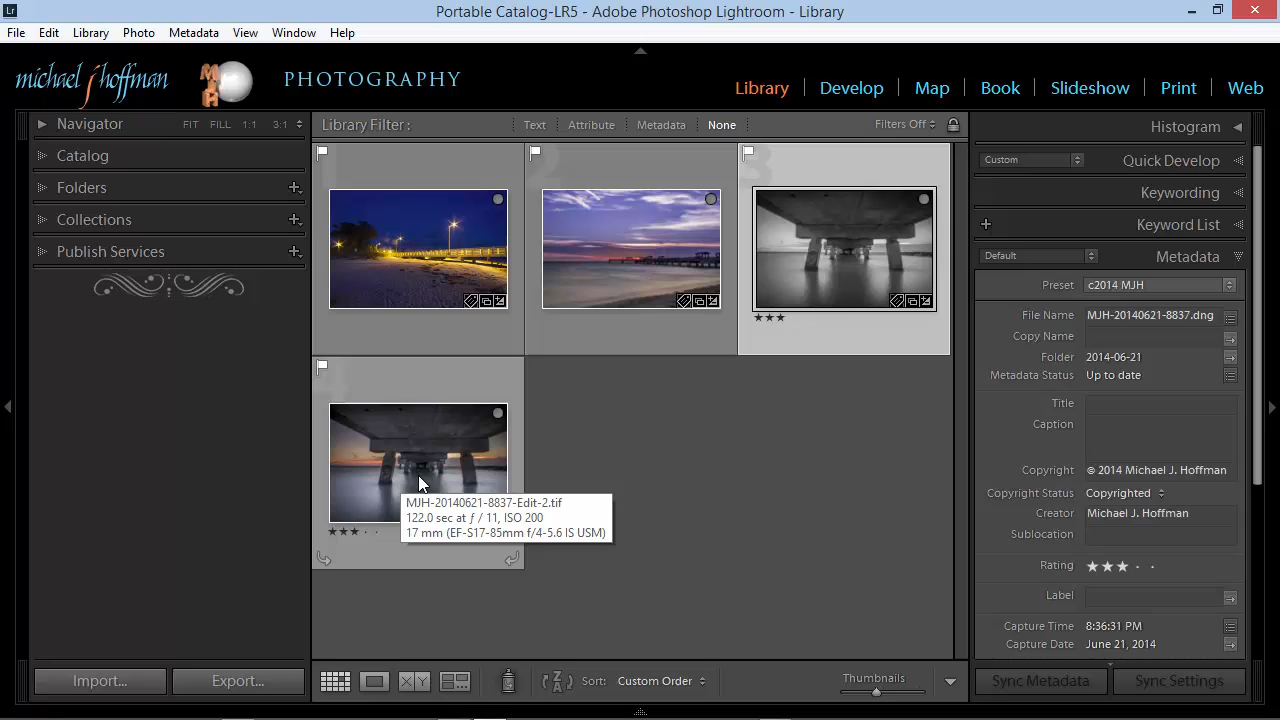 Lr
Portable Catalog-LR5 - Adobe Photoshop Lightroom - Library
File Edit Library Photo Metadata View Window Help
michael j hoffman MJH PHOTOGRAPHY
Library Develop Map Book Slideshow Print Web
Navigator FIT FILL 1:1 3:1
Catalog
Folders
Collections
Publish Services
Import...
Export...
Library Filter : Text Attribute Metadata None Filters Off
1 2 3
MJH-20140621-8837-Edit-2.tif
122.0 sec at ƒ / 11, ISO 200
17 mm (EF-S17-85mm f/4-5.6 IS USM)
XY
Sort: Custom Order
Thumbnails
Histogram
Custom Quick Develop
Keywording
Keyword List
Default Metadata
Preset c2014 MJH
File Name MJH-20140621-8837.dng
Copy Name
Folder 2014-06-21
Metadata Status Up to date
Title
Caption
Copyright © 2014 Michael J. Hoffman
Copyright Status Copyrighted
Creator Michael J. Hoffman
Sublocation
Rating ★★★ · ·
Label
Capture Time 8:36:31 PM
Capture Date June 21, 2014
Sync Metadata Sync Settings